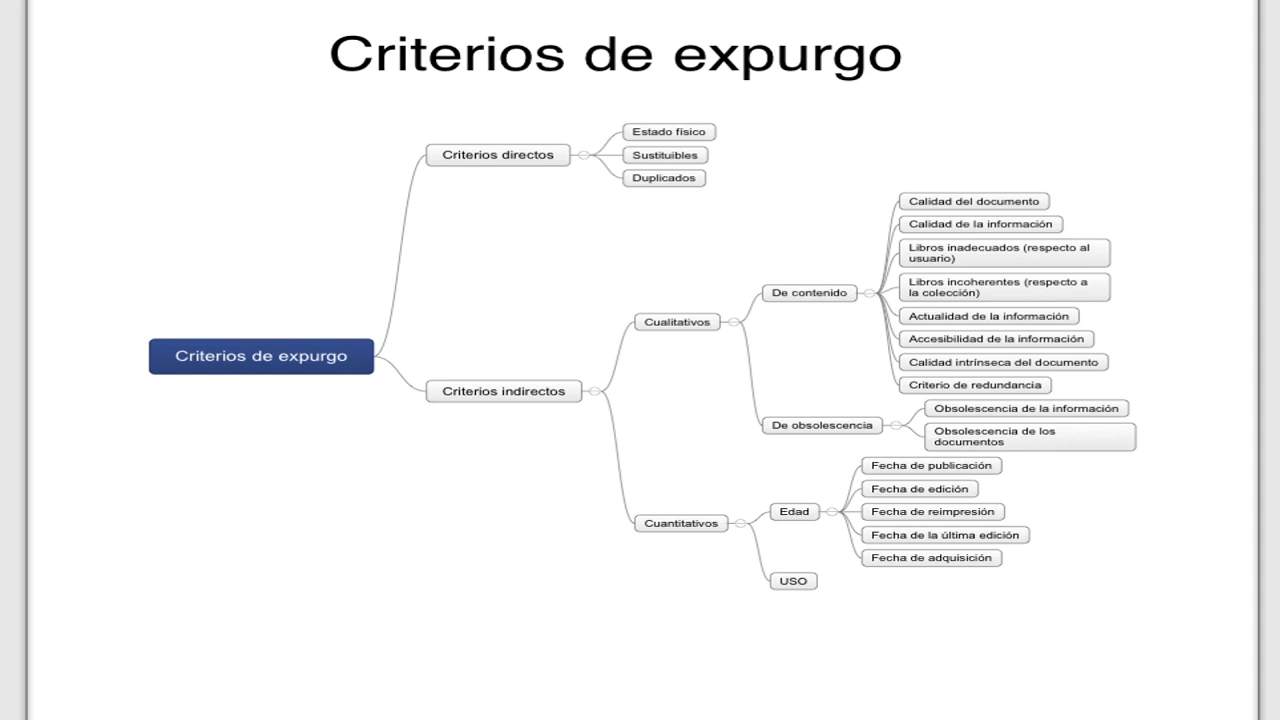 Criterios de expurgo
Estado físico
Criterios directos
Sustituibles
Duplicados
Calidad del documento
Calidad de la información
Libros inadecuados (respecto al
usuario)
De contenido
Libros incoherentes (respecto a
la colección)
Actualidad de la información
Cualitativos
Accesibilidad de la información
Criterios de expurgo
Calidad intrínseca del documento
Criterio de redundancia
Criterios indirectos
Obsolescencia de la información
De obsolescencia
Obsolescencia de los
documentos
Fecha de publicación
Fecha de edición
Edad
Fecha de reimpresión
Cuantitativos
Fecha de la última edición
Fecha de adquisición
USO